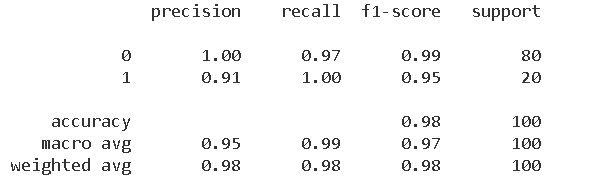 precision recall f1-score support
0 1.00 0.97 0.99 80
1 0.91 1.00 0.95 20
accuracy 0.98 100
macro avg 0.95 0.99 0.97 100
weighted avg 0.98 0.98 0.98 100